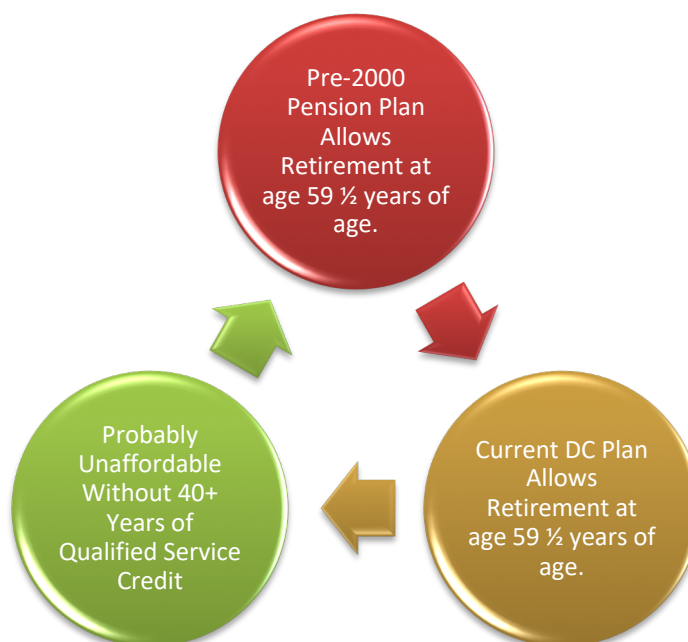 Pre-2000
Pension Plan
Allows
Retirement at
age 59 ½ years of
age.
Current DC Plan
Allows
Retirement at
age 59 ½ years of
age.
Probably
Unaffordable
Without 40+
Years of
Qualified Service
Credit